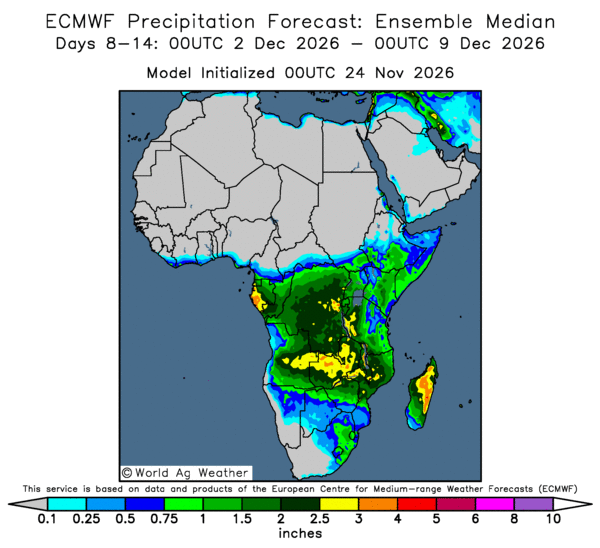 ECMWF Precipitation Forecast: Ensemble Median
Days 8−14: 00UTC 2 Dec 2026 − 00UTC 9 Dec 2026
Model Initialized 00UTC 24 Nov 2026
© World Ag Weather
This service is based on data and products of the European Centre for Medium-range Weather Forecasts (ECMWF)
0.1 0.25 0.5 0.75 1 1.5 2 2.5 3 4 5 6 8 10
inches